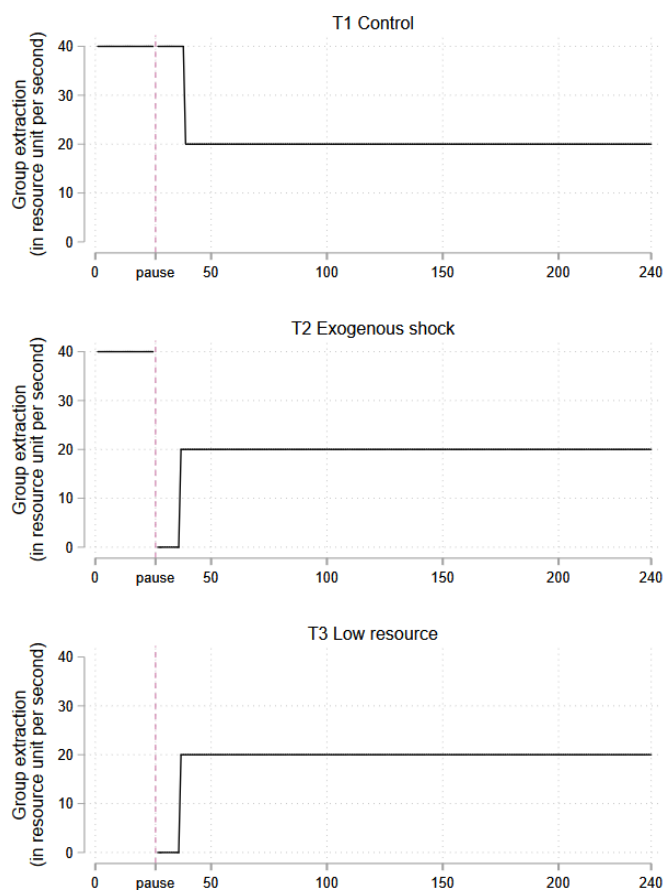 T1 Control
Group extraction
(in resource unit per second)
40
30
20
10
0
0 pause 50 100 150 200 240
T2 Exogenous shock
Group extraction
(in resource unit per second)
40
30
20
10
0
0 pause 50 100 150 200 240
T3 Low resource
Group extraction
(in resource unit per second)
40
30
20
10
0
0 pause 50 100 150 200 240